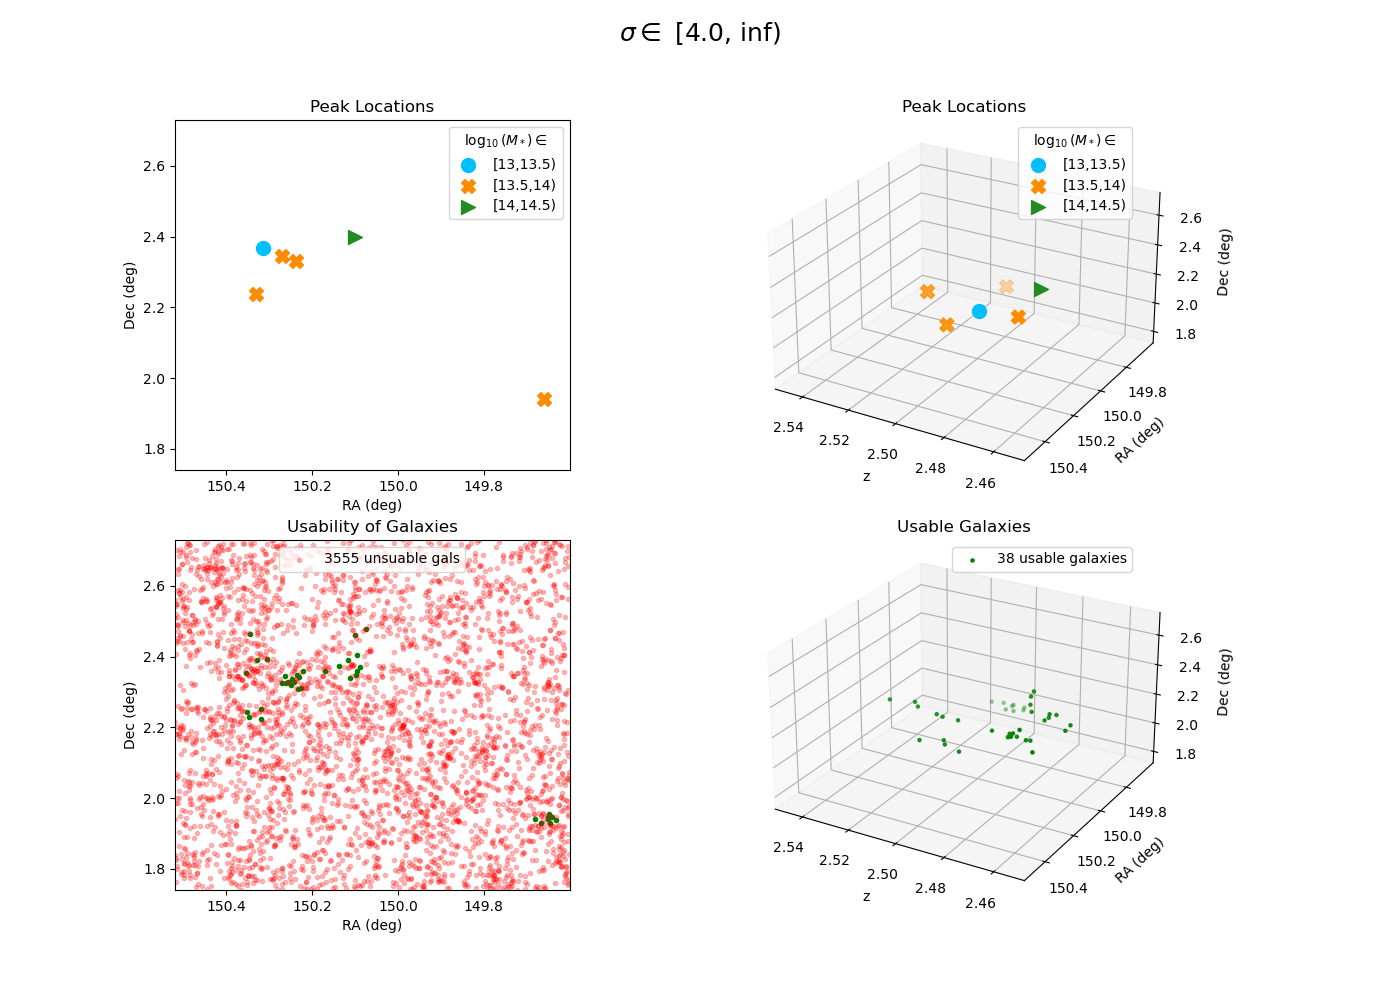 σ ∈ [4.0, inf)
Peak Locations
log₁₀(M*) ∈
[13,13.5)
[13.5,14)
[14,14.5)
2.6
2.4
2.2
2.0
1.8
Dec (deg)
150.4 150.2 150.0 149.8
RA (deg)
Peak Locations
log₁₀(M*) ∈
[13,13.5)
[13.5,14)
[14,14.5)
2.6
2.4
2.2
2.0
1.8
Dec (deg)
149.8
150.0
150.2
150.4
RA (deg)
2.54
2.52
2.50
2.48
2.46
z
Usability of Galaxies
3555 unsuable gals
2.6
2.4
2.2
2.0
1.8
Dec (deg)
150.4 150.2 150.0 149.8
RA (deg)
Usable Galaxies
38 usable galaxies
2.6
2.4
2.2
2.0
1.8
Dec (deg)
149.8
150.0
150.2
150.4
RA (deg)
2.54
2.52
2.50
2.48
2.46
z